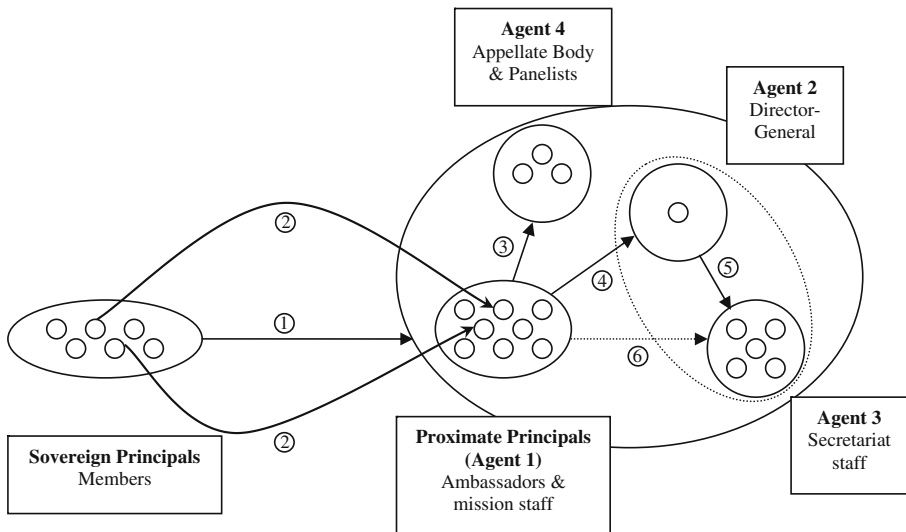 Agent 4
Appellate Body
& Panelists
Agent 2
Director-
General
②
③
④
⑤
①
⑥
②
Sovereign Principals
Members
Proximate Principals
(Agent 1)
Ambassadors &
mission staff
Agent 3
Secretariat
staff